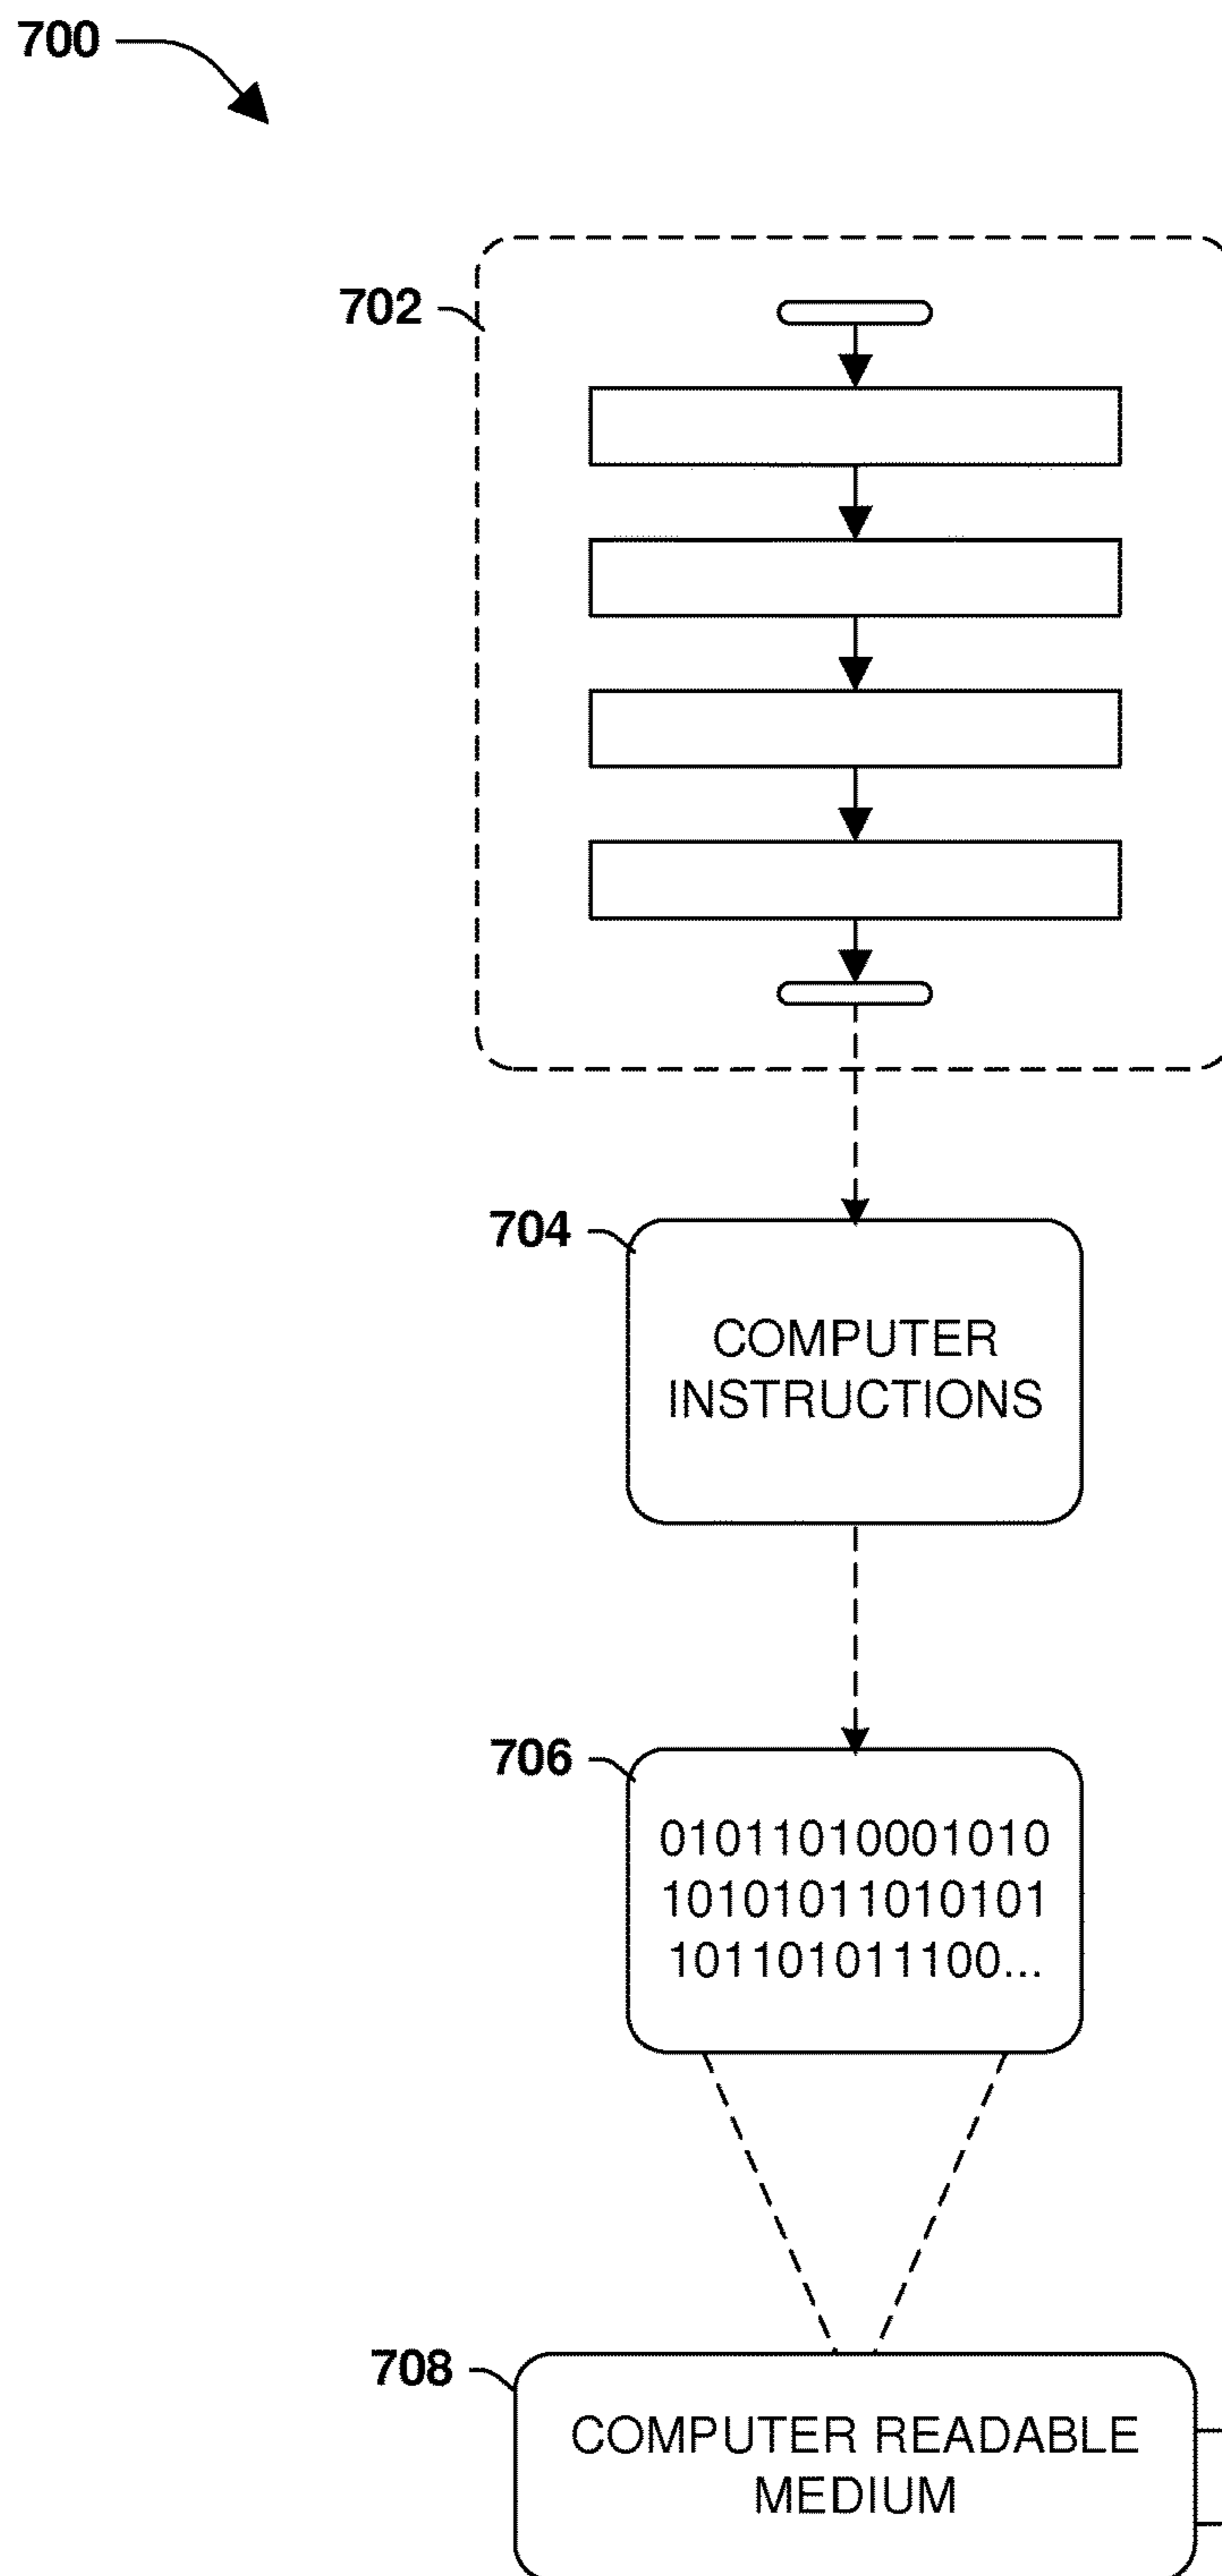 700
702
704
COMPUTER
INSTRUCTIONS
706
01011010001010
10101011010101
101101011100...
708
COMPUTER READABLE
MEDIUM